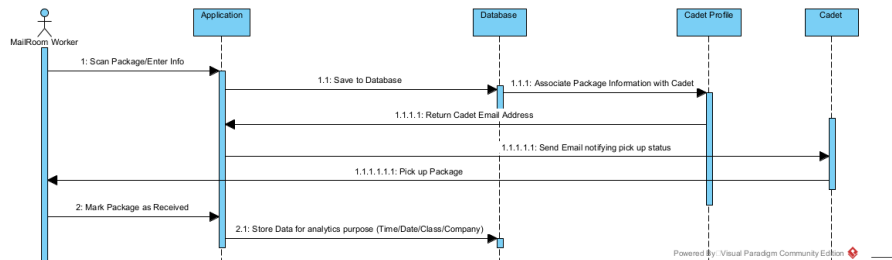 Application
Database
Cadet Profile
Cadet
MailRoom Worker
1: Scan Package/Enter Info
1.1: Save to Database
1.1.1: Associate Package Information with Cadet
1.1.1.1: Return Cadet Email Address
1.1.1.1.1: Send Email notifying pick up status
1.1.1.1.1.1: Pick up Package
2: Mark Package as Received
2.1: Store Data for analytics purpose (Time/Date/Class/Company)
Powered By: Visual Paradigm Community Edition